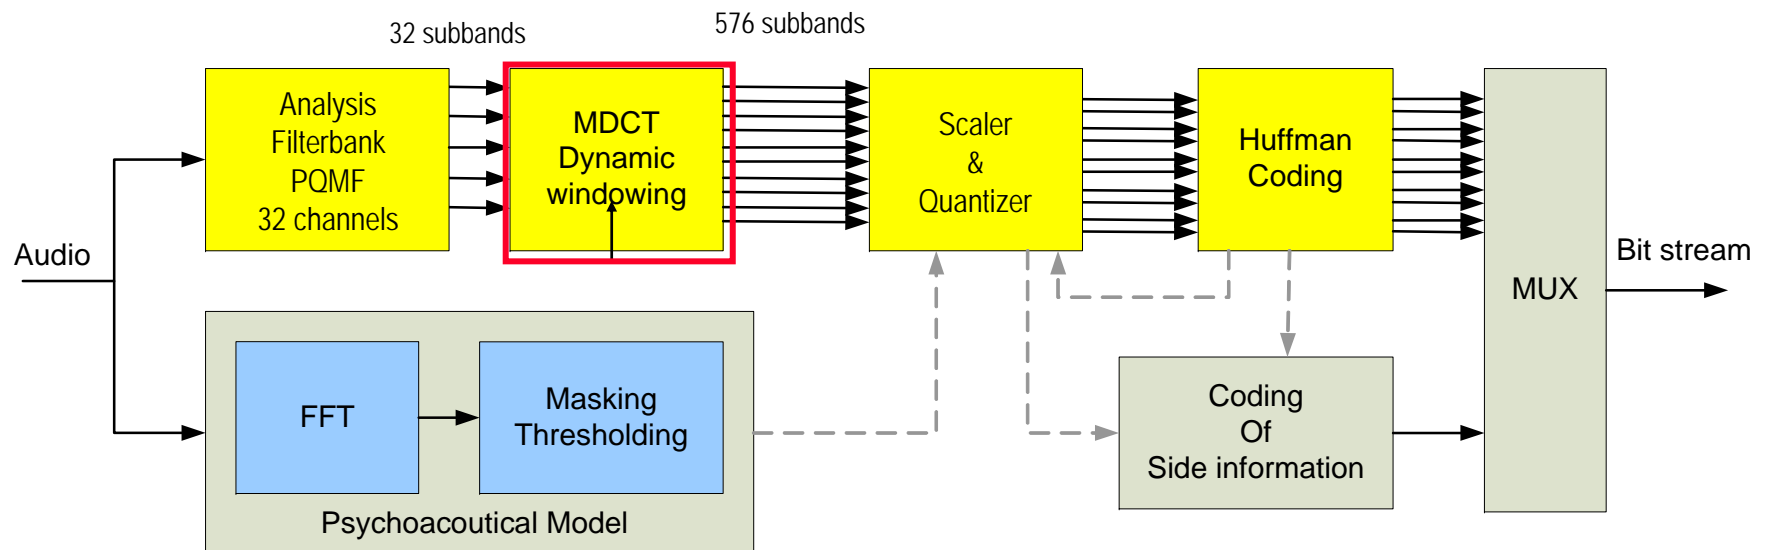 32 subbands
576 subbands
Analysis
Filterbank
PQMF
32 channels
MDCT
Dynamic
windowing
Scaler
&
Quantizer
Huffman
Coding
Audio
Bit stream
MUX
FFT
Masking
Thresholding
Psychoacoutical Model
Coding
Of
Side information